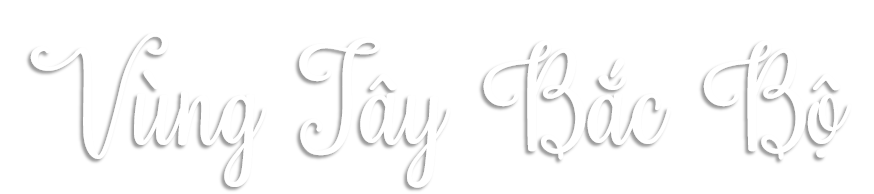 Vùng Tây Bắc Bộ